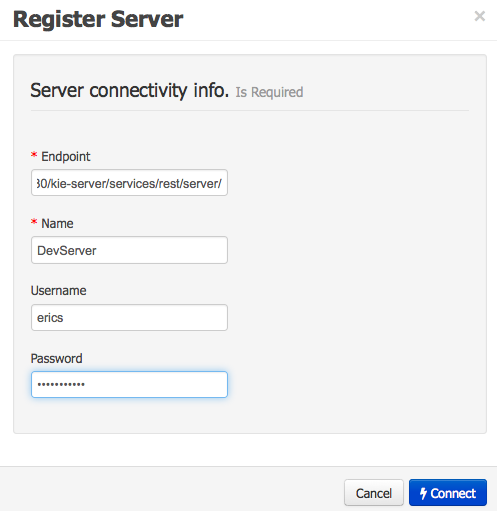 Register Server
×
Server connectivity info. Is Required
* Endpoint
30/kie-server/services/rest/server/
* Name
DevServer
Username
erics
Password
•••••••••••
Cancel
Connect